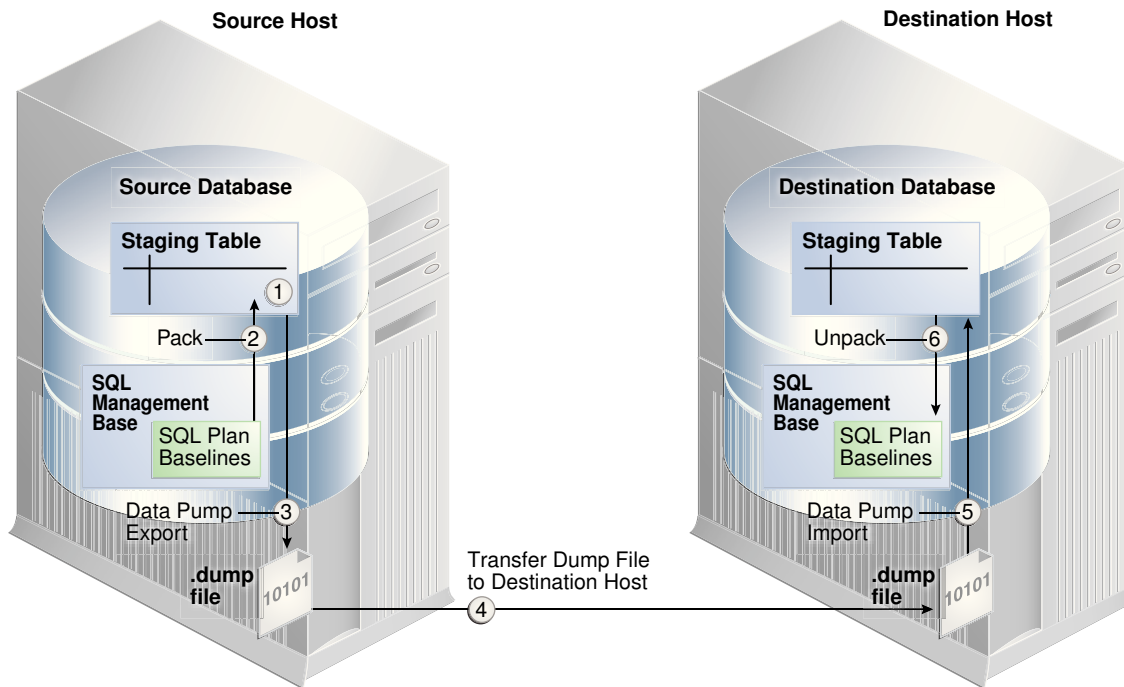 Source Host
Source Database
Staging Table
1
Pack
2
SQL
Management
Base
SQL Plan
Baselines
Data Pump
Export
3
.dump
file
10101
Transfer Dump File
to Destination Host
4
Destination Host
Destination Database
Staging Table
Unpack
6
SQL
Management
Base
SQL Plan
Baselines
Data Pump
Import
5
.dump
file
10101